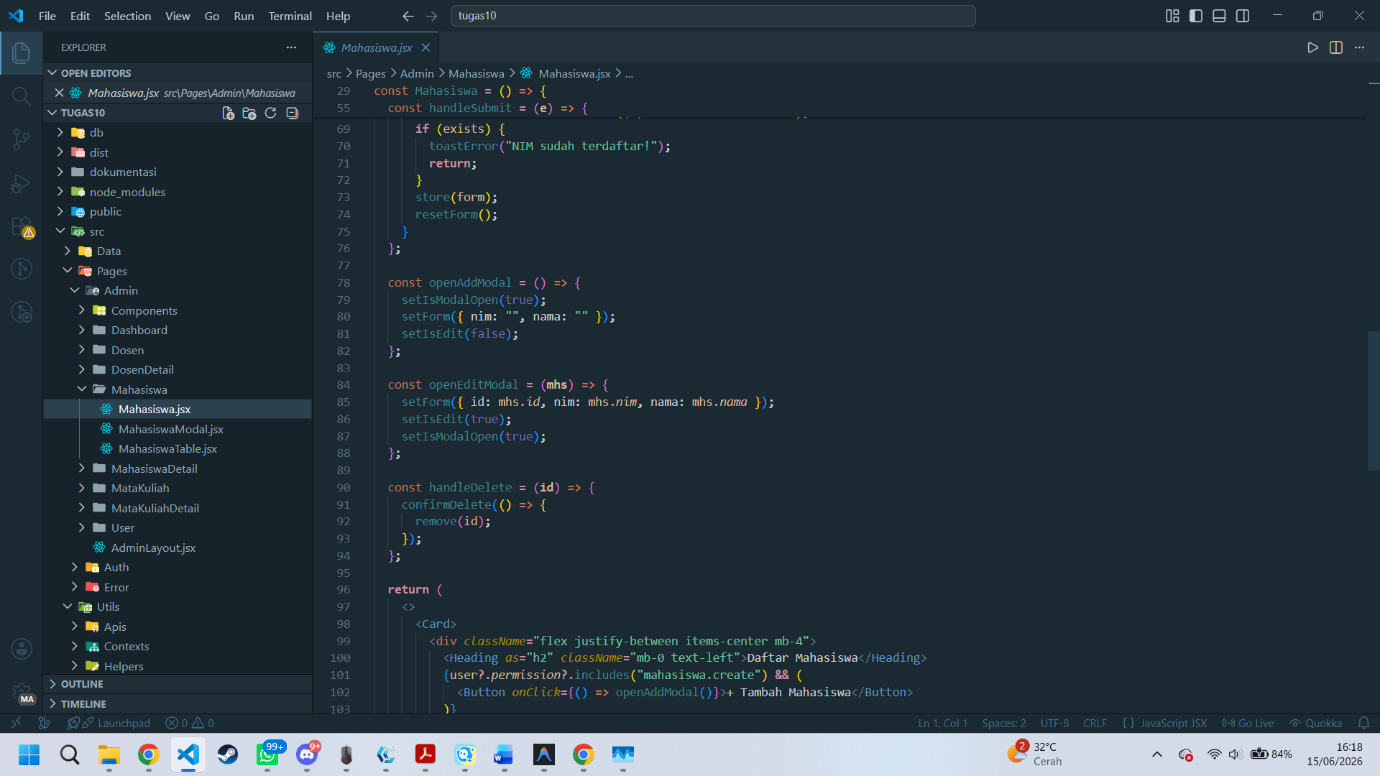 File Edit Selection View Go Run Terminal Help
tugas10
EXPLORER
OPEN EDITORS
Mahasiswa.jsx src\Pages\Admin\Mahasiswa
TUGAS10
db
dist
dokumentasi
node_modules
public
src
Data
Pages
Admin
Components
Dashboard
Dosen
DosenDetail
Mahasiswa
Mahasiswa.jsx
MahasiswaModal.jsx
MahasiswaTable.jsx
MahasiswaDetail
MataKuliah
MataKuliahDetail
User
AdminLayout.jsx
Auth
Error
Utils
Apis
Contexts
Helpers
OUTLINE
TIMELINE
MA
Mahasiswa.jsx
src > Pages > Admin > Mahasiswa > Mahasiswa.jsx > ...
29 const Mahasiswa = () => {
55 const handleSubmit = (e) => {
69 if (exists) {
70 toastError("NIM sudah terdaftar!");
71 return;
72 }
73 store(form);
74 resetForm();
75 }
76 };
77
78 const openAddModal = () => {
79 setIsModalOpen(true);
80 setForm({ nim: "", nama: "" });
81 setIsEdit(false);
82 };
83
84 const openEditModal = (mhs) => {
85 setForm({ id: mhs.id, nim: mhs.nim, nama: mhs.nama });
86 setIsEdit(true);
87 setIsModalOpen(true);
88 };
89
90 const handleDelete = (id) => {
91 confirmDelete(() => {
92 remove(id);
93 });
94 };
95
96 return (
97 <>
98 <Card>
99 <div className="flex justify-between items-center mb-4">
100 <Heading as="h2" className="mb-0 text-left">Daftar Mahasiswa</Heading>
101 {user?.permission?.includes("mahasiswa.create") && (
102 <Button onClick={() => openAddModal()}>+ Tambah Mahasiswa</Button>
103 )}
Launchpad 0 0
Ln 1, Col 1 Spaces: 2 UTF-8 CRLF { } JavaScript JSX Go Live Quokka
99+
9+
2
32°C
Cerah
84%
16:18
15/06/2026